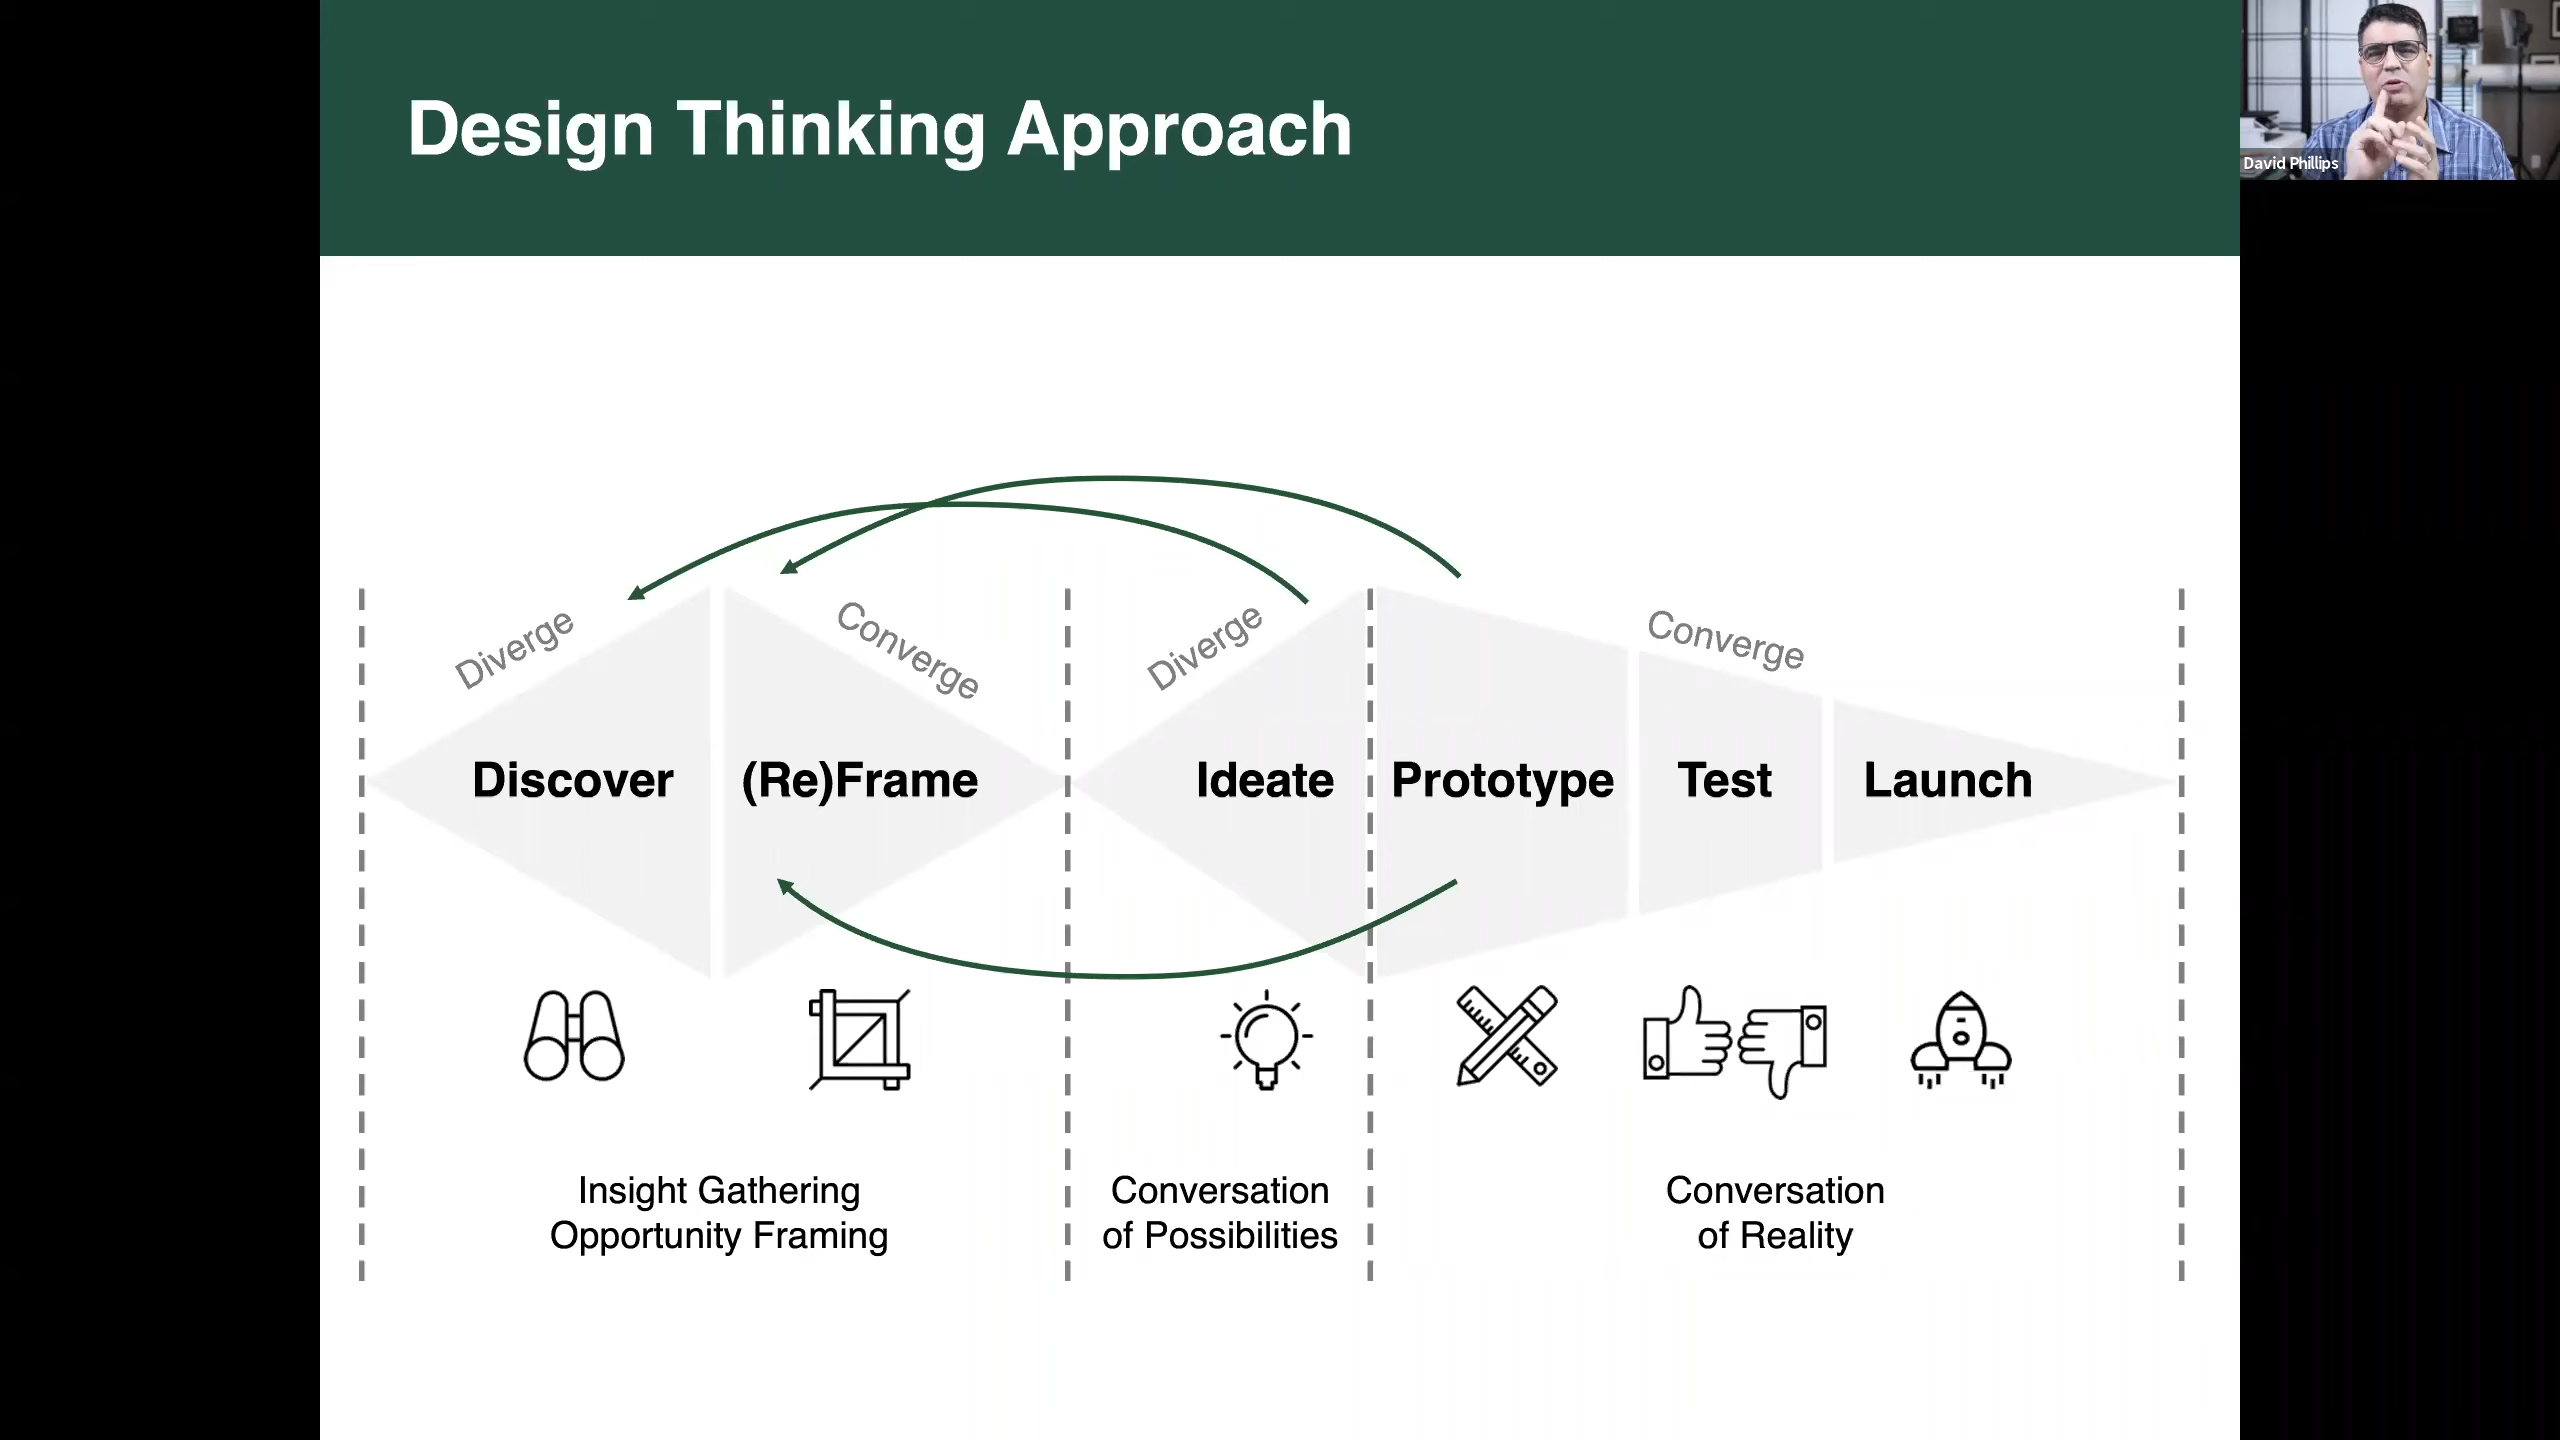 Design Thinking Approach
David Phillips
Diverge
Converge
Diverge
Converge
Discover
(Re)Frame
Ideate
Prototype
Test
Launch
Insight Gathering
Opportunity Framing
Conversation
of Possibilities
Conversation
of Reality